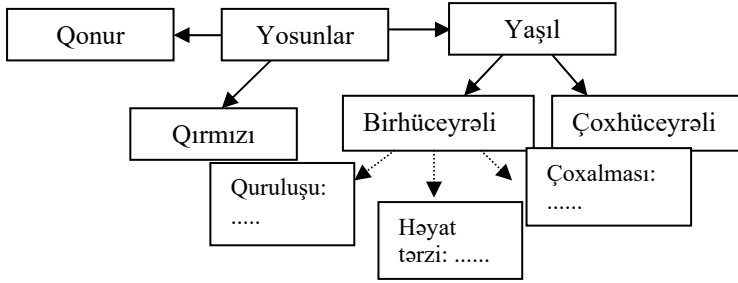 Qonur
Yosunlar
Yaşıl
Qırmızı
Birhüceyrəli
Çoxhüceyrəli
Quruluşu:
.....
Həyat
tərzi: ......
Çoxalması:
......